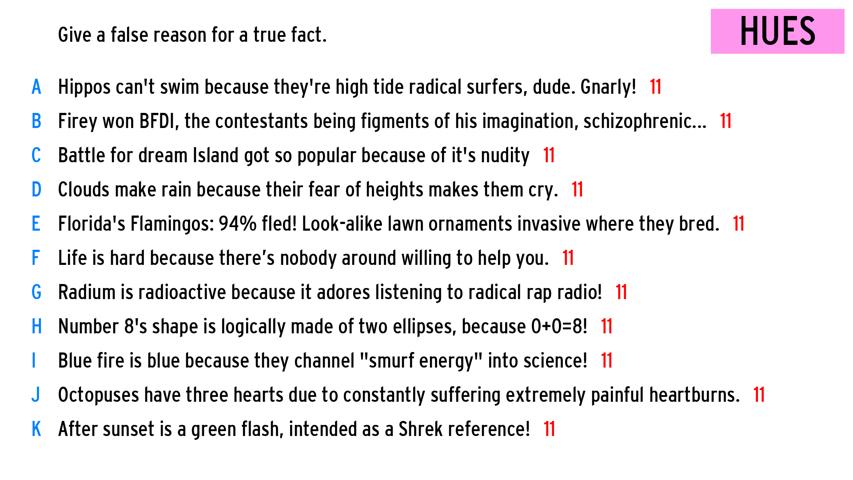 Give a false reason for a true fact.
HUES
A Hippos can't swim because they're high tide radical surfers, dude. Gnarly! 11
B Firey won BFDI, the contestants being figments of his imagination, schizophrenic... 11
C Battle for dream Island got so popular because of it's nudity 11
D Clouds make rain because their fear of heights makes them cry. 11
E Florida's Flamingos: 94% fled! Look-alike lawn ornaments invasive where they bred. 11
F Life is hard because there's nobody around willing to help you. 11
G Radium is radioactive because it adores listening to radical rap radio! 11
H Number 8's shape is logically made of two ellipses, because 0+0=8! 11
I Blue fire is blue because they channel "smurf energy" into science! 11
J Octopuses have three hearts due to constantly suffering extremely painful heartburns. 11
K After sunset is a green flash, intended as a Shrek reference! 11